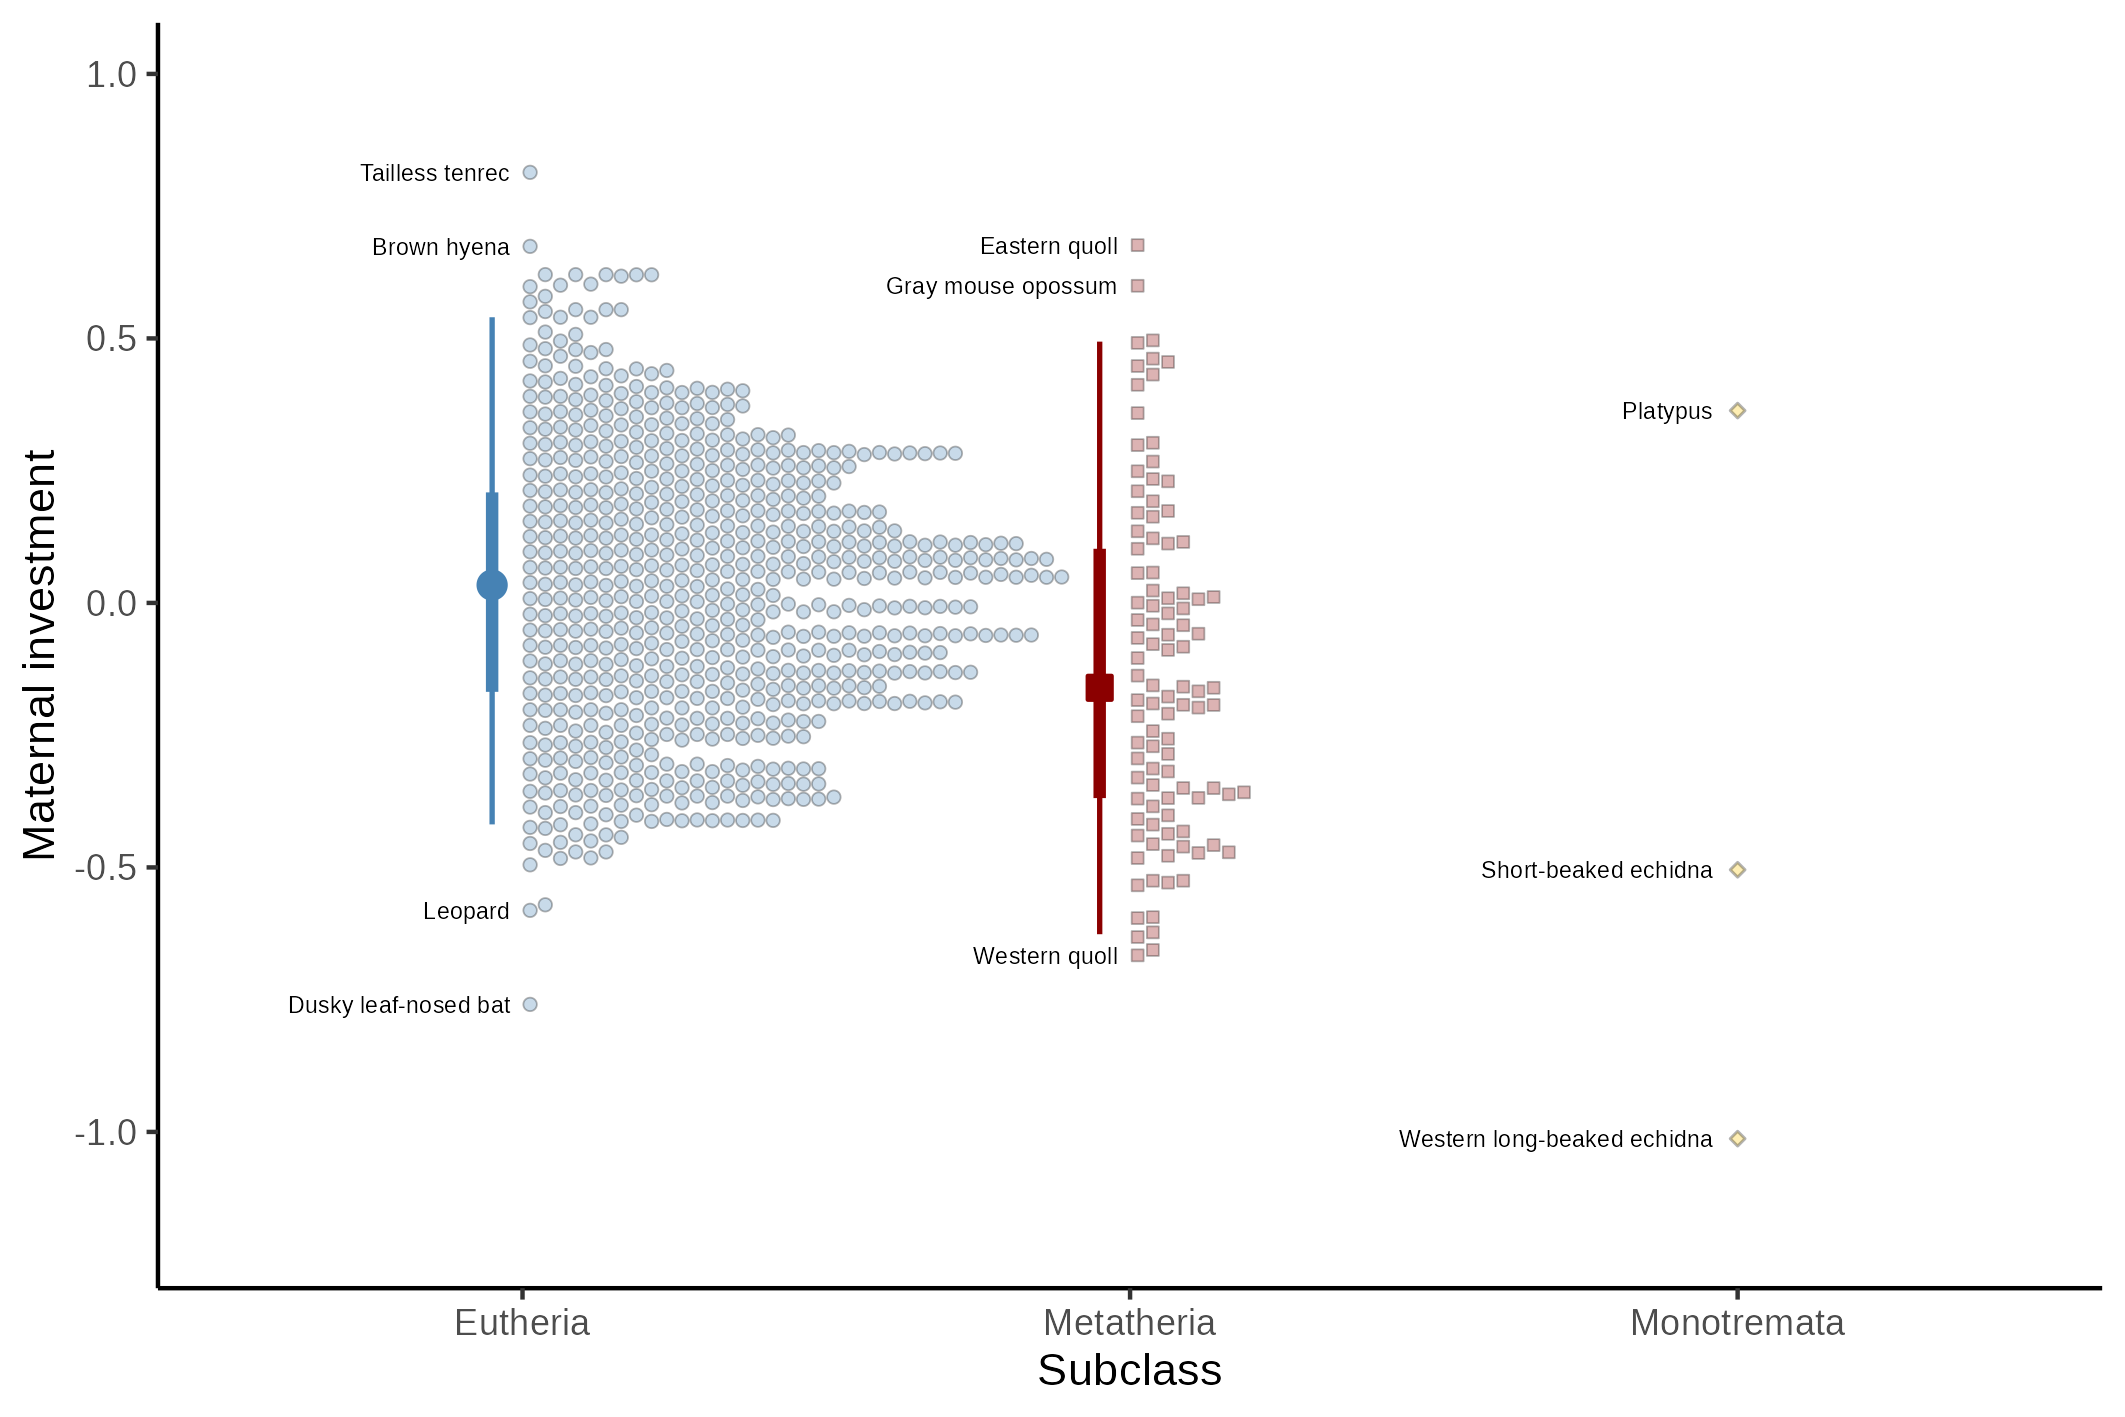 1.0
Tailless tenrec
Brown hyena
Eastern quoll
Gray mouse opossum
0.5
Platypus
Maternal investment
0.0
-0.5
Short-beaked echidna
Leopard
Western quoll
Dusky leaf-nosed bat
-1.0
Western long-beaked echidna
Eutheria
Metatheria
Monotremata
Subclass